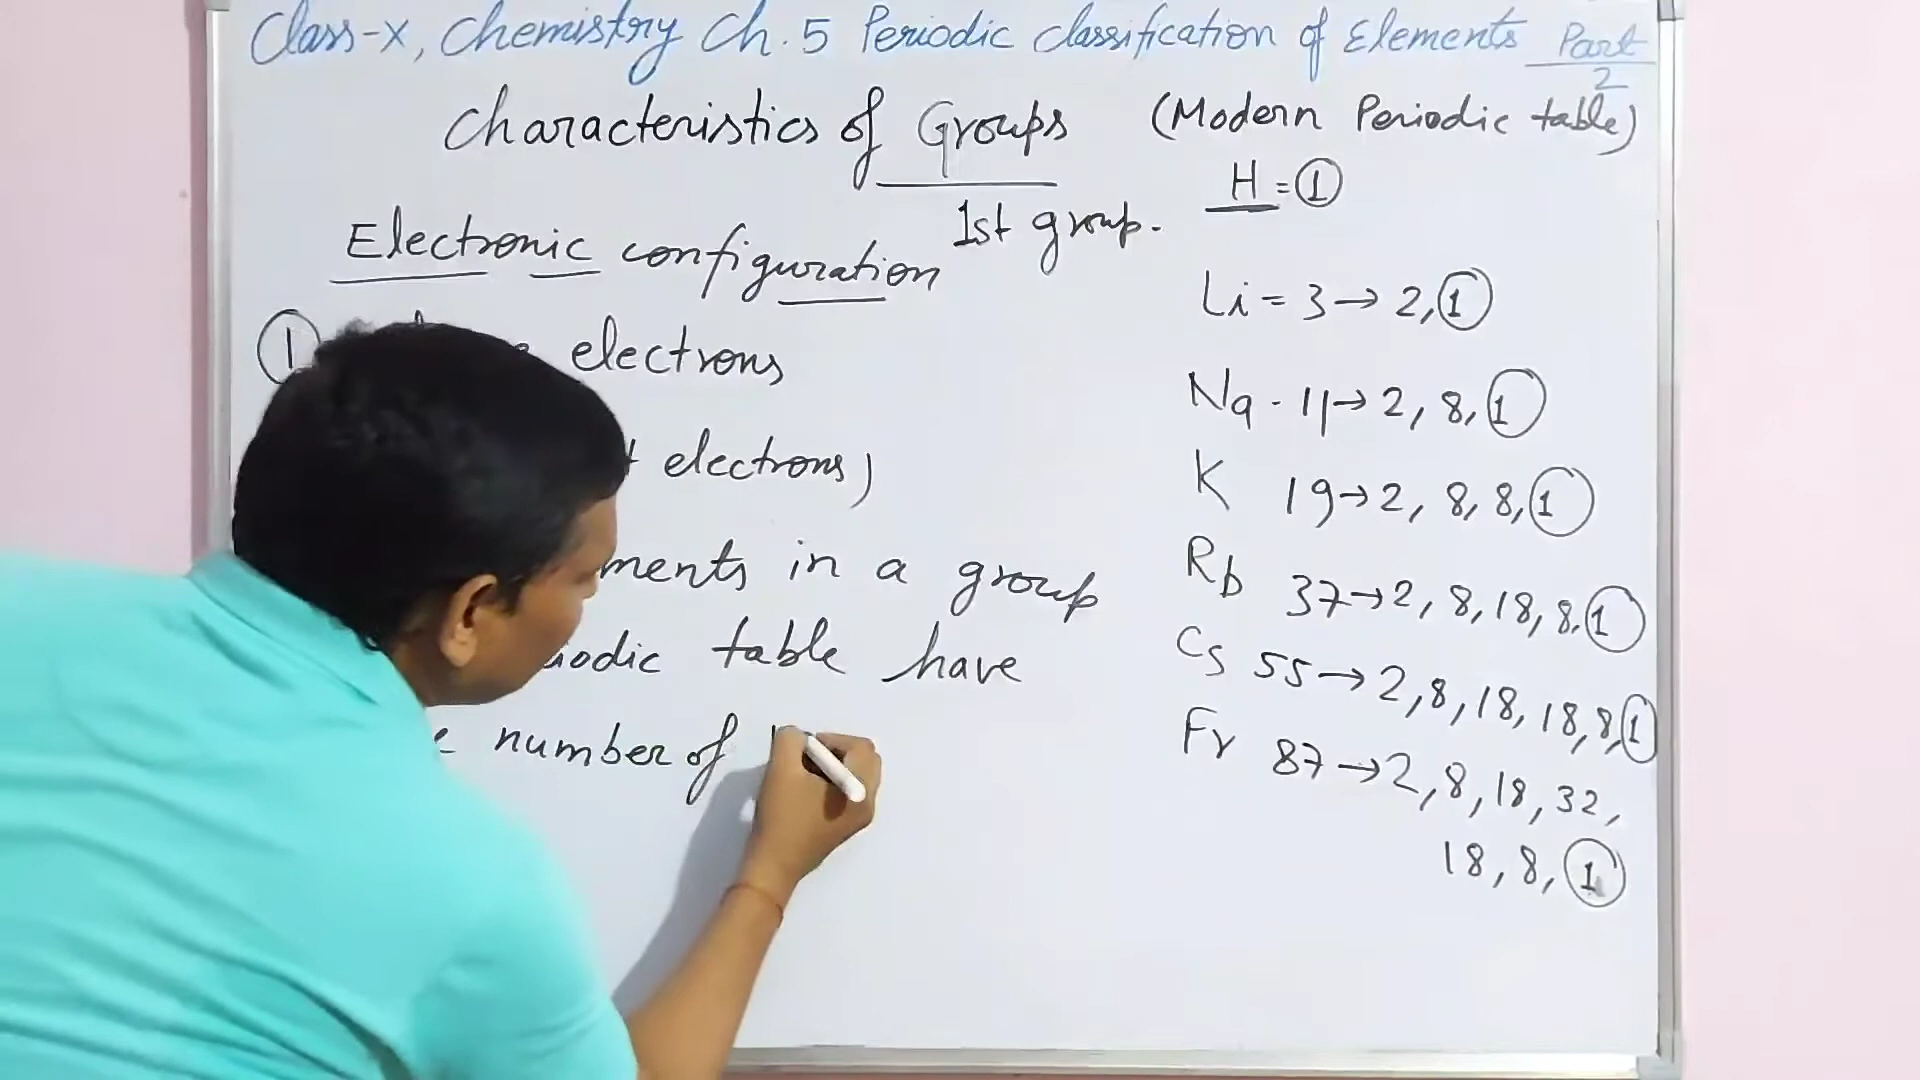 Class-X, Chemistry Ch. 5 Periodic classification of Elements Part 2
Characteristics of Groups (Modern Periodic table)
H = 1
Electronic configuration 1st group.
Li = 3 → 2, 1
1 electrons
Na - 11 → 2, 8, 1
electrons)
K 19 → 2, 8, 8, 1
in a group
Rb 37 → 2, 8, 18, 8, 1
table have
Cs 55 → 2, 8, 18, 18, 8, 1
number of
Fr 87 → 2, 8, 18, 32,
18, 8, 1